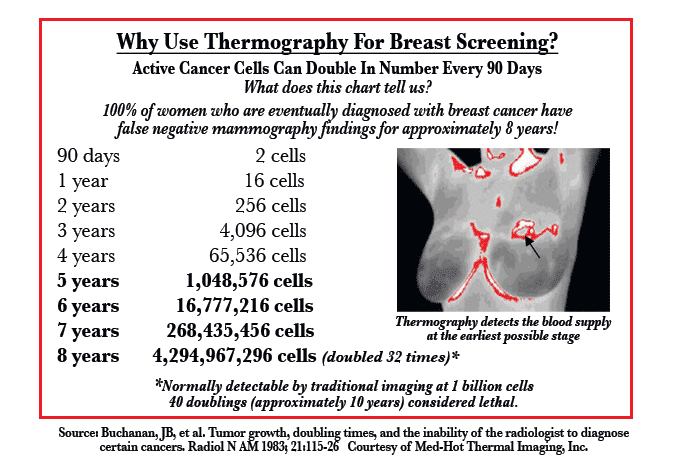 Why Use Thermography For Breast Screening?
Active Cancer Cells Can Double In Number Every 90 Days
What does this chart tell us?
100% of women who are eventually diagnosed with breast cancer have
false negative mammography findings for approximately 8 years!
90 days 2 cells
1 year 16 cells
2 years 256 cells
3 years 4,096 cells
4 years 65,536 cells
5 years 1,048,576 cells
6 years 16,777,216 cells
7 years 268,435,456 cells
8 years 4,294,967,296 cells (doubled 32 times)*
Thermography detects the blood supply
at the earliest possible stage
*Normally detectable by traditional imaging at 1 billion cells
40 doublings (approximately 10 years) considered lethal.
Source: Buchanan, JB, et al. Tumor growth, doubling times, and the inability of the radiologist to diagnose
certain cancers. Radiol N AM 1983; 21:115-26 Courtesy of Med-Hot Thermal Imaging, Inc.